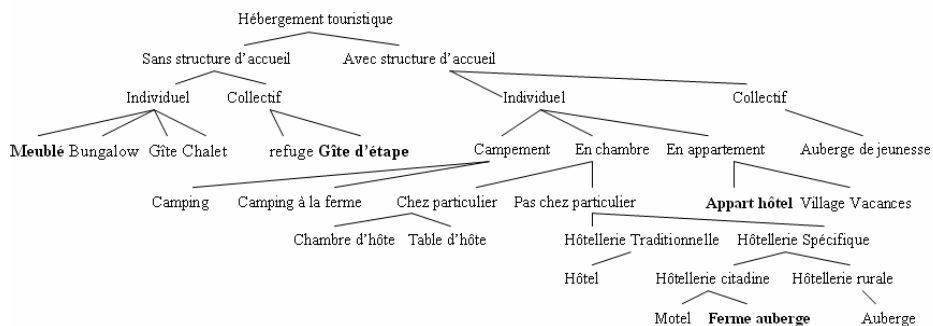 Hébergement touristique
Sans structure d'accueil Avec structure d'accueil
Individuel Collectif Individuel Collectif
Meublé Bungalow Gîte Chalet refuge Gîte d'étape Campement En chambre En appartement Auberge de jeunesse
Camping Camping à la ferme Chez particulier Pas chez particulier Appart hôtel Village Vacances
Chambre d'hôte Table d'hôte Hôtellerie Traditionnelle Hôtellerie Spécifique
Hôtel Hôtellerie citadine Hôtellerie rurale
Motel Ferme auberge Auberge